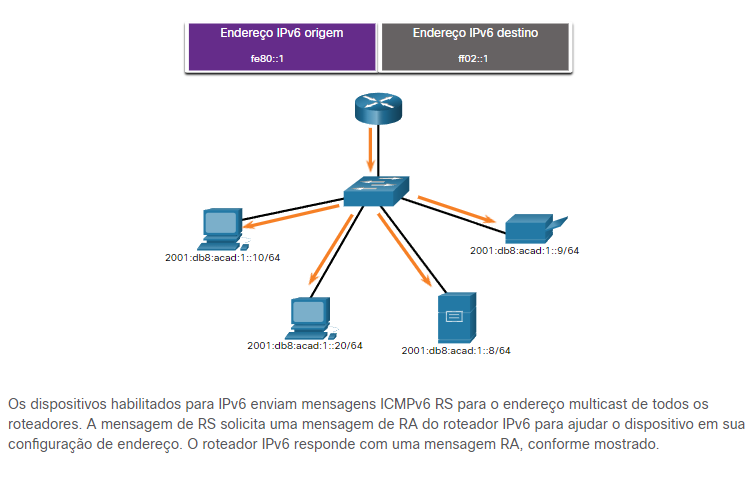 Endereço IPv6 origem
fe80::1
Endereço IPv6 destino
ff02::1
2001:db8:acad:1::10/64
2001:db8:acad:1::9/64
2001:db8:acad:1::20/64
2001:db8:acad:1::8/64
Os dispositivos habilitados para IPv6 enviam mensagens ICMPv6 RS para o endereço multicast de todos os
roteadores. A mensagem de RS solicita uma mensagem de RA do roteador IPv6 para ajudar o dispositivo em sua
configuração de endereço. O roteador IPv6 responde com uma mensagem RA, conforme mostrado.